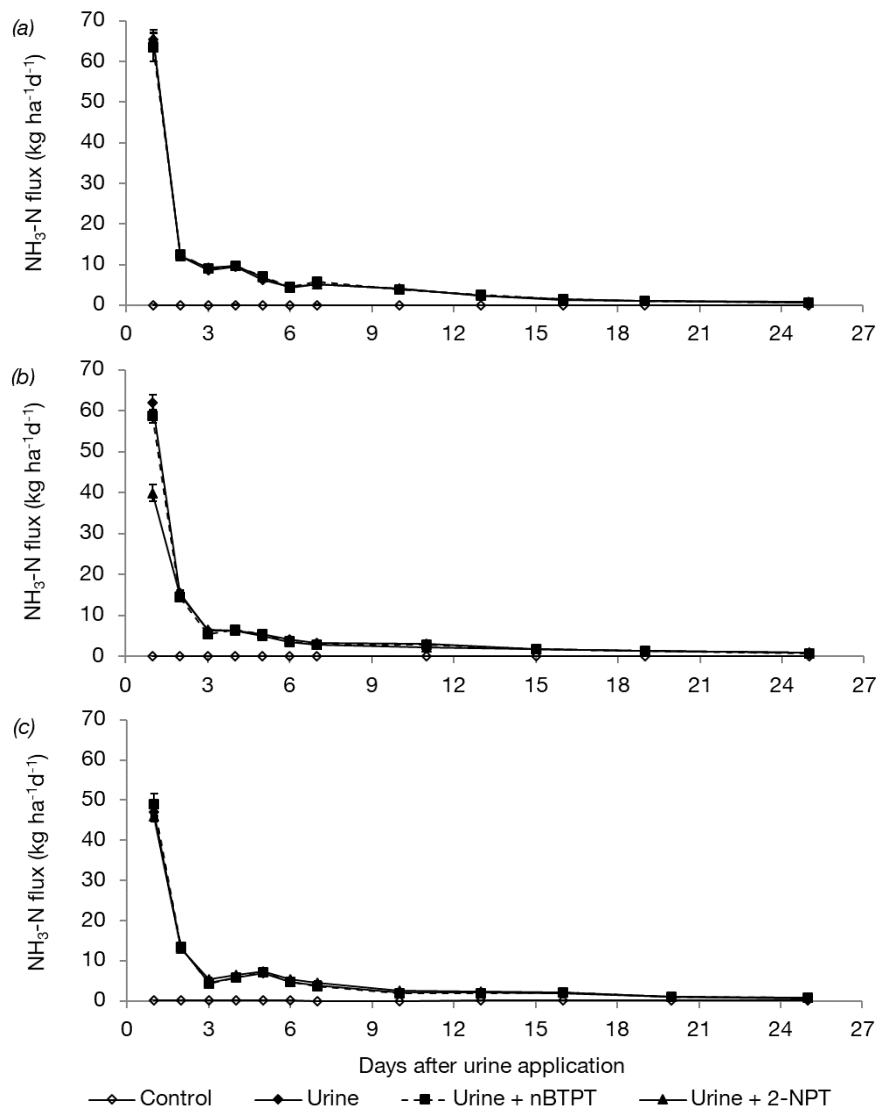 (a)
NH₃-N flux (kg ha⁻¹d⁻¹)
70
60
50
40
30
20
10
0
0 3 6 9 12 15 18 21 24 27
(b)
NH₃-N flux (kg ha⁻¹d⁻¹)
70
60
50
40
30
20
10
0
0 3 6 9 12 15 18 21 24 27
(c)
NH₃-N flux (kg ha⁻¹d⁻¹)
70
60
50
40
30
20
10
0
0 3 6 9 12 15 18 21 24 27
Days after urine application
Control Urine Urine + nBTPT Urine + 2-NPT